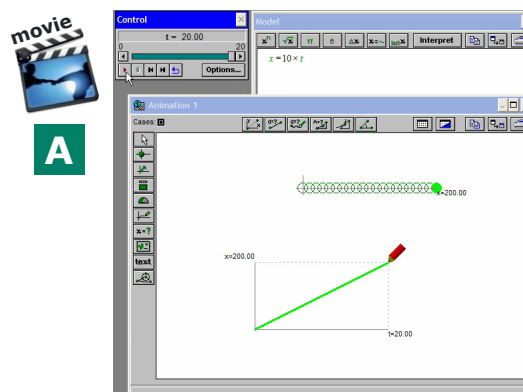 movie
A
Control
t = 20.00
0 20
Options...
Model
Interpret
x = 10 × t
Animation 1
Cases:
x=200.00
x=200.00
t=20.00
text